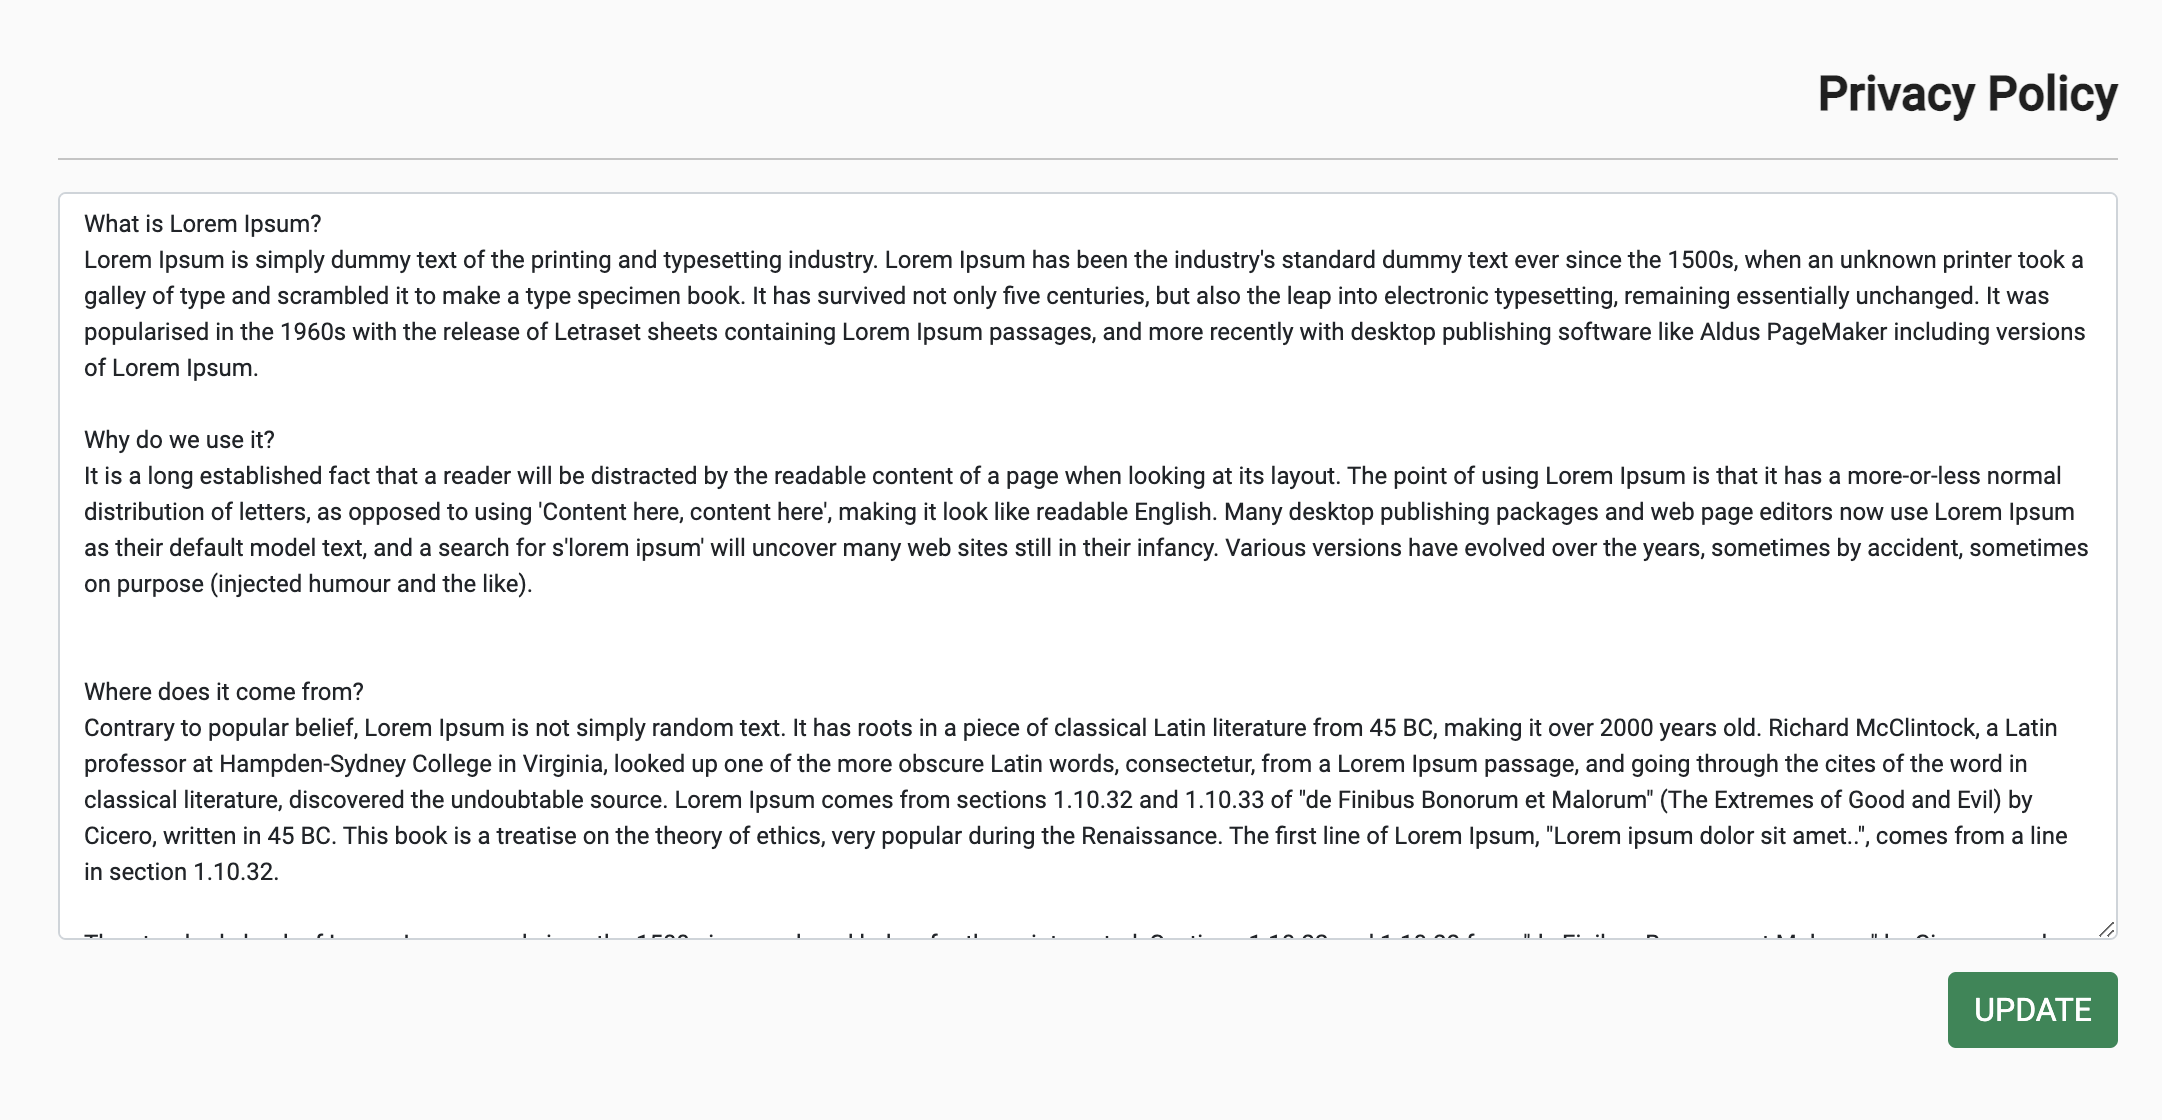 Privacy Policy
What is Lorem Ipsum?
Lorem Ipsum is simply dummy text of the printing and typesetting industry. Lorem Ipsum has been the industry's standard dummy text ever since the 1500s, when an unknown printer took a
galley of type and scrambled it to make a type specimen book. It has survived not only five centuries, but also the leap into electronic typesetting, remaining essentially unchanged. It was
popularised in the 1960s with the release of Letraset sheets containing Lorem Ipsum passages, and more recently with desktop publishing software like Aldus PageMaker including versions
of Lorem Ipsum.
Why do we use it?
It is a long established fact that a reader will be distracted by the readable content of a page when looking at its layout. The point of using Lorem Ipsum is that it has a more-or-less normal
distribution of letters, as opposed to using 'Content here, content here', making it look like readable English. Many desktop publishing packages and web page editors now use Lorem Ipsum
as their default model text, and a search for s'lorem ipsum' will uncover many web sites still in their infancy. Various versions have evolved over the years, sometimes by accident, sometimes
on purpose (injected humour and the like).
Where does it come from?
Contrary to popular belief, Lorem Ipsum is not simply random text. It has roots in a piece of classical Latin literature from 45 BC, making it over 2000 years old. Richard McClintock, a Latin
professor at Hampden-Sydney College in Virginia, looked up one of the more obscure Latin words, consectetur, from a Lorem Ipsum passage, and going through the cites of the word in
classical literature, discovered the undoubtable source. Lorem Ipsum comes from sections 1.10.32 and 1.10.33 of "de Finibus Bonorum et Malorum" (The Extremes of Good and Evil) by
Cicero, written in 45 BC. This book is a treatise on the theory of ethics, very popular during the Renaissance. The first line of Lorem Ipsum, "Lorem ipsum dolor sit amet..", comes from a line
in section 1.10.32.
UPDATE